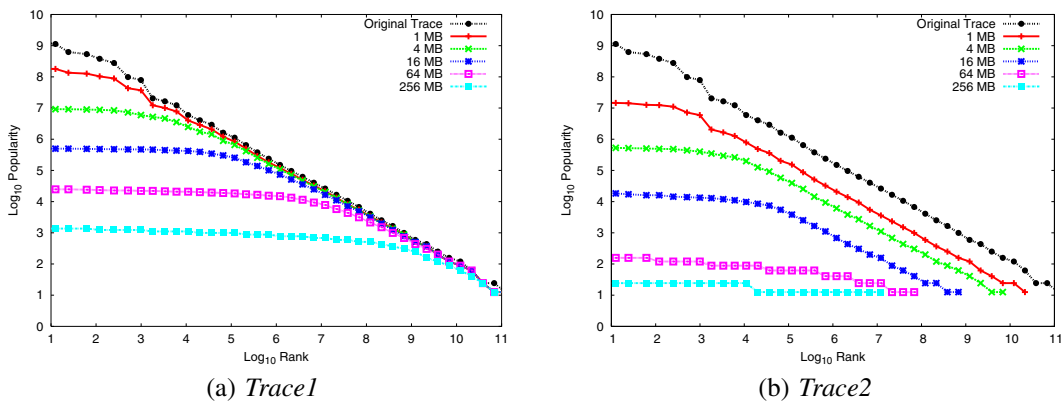 10
9
8
7
6
5
4
3
2
1
0
Log10 Popularity
Original Trace
1 MB
4 MB
16 MB
64 MB
256 MB
1 2 3 4 5 6 7 8 9 10 11
Log10 Rank
(a) Trace1
10
9
8
7
6
5
4
3
2
1
0
Log10 Popularity
Original Trace
1 MB
4 MB
16 MB
64 MB
256 MB
1 2 3 4 5 6 7 8 9 10 11
Log10 Rank
(b) Trace2